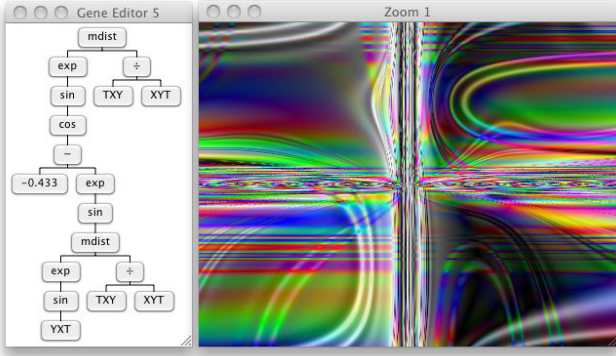 Gene Editor 5
mdist
exp ÷
sin TXY XYT
cos
−
-0.433 exp
sin
mdist
exp ÷
sin TXY XYT
YXT
Zoom 1